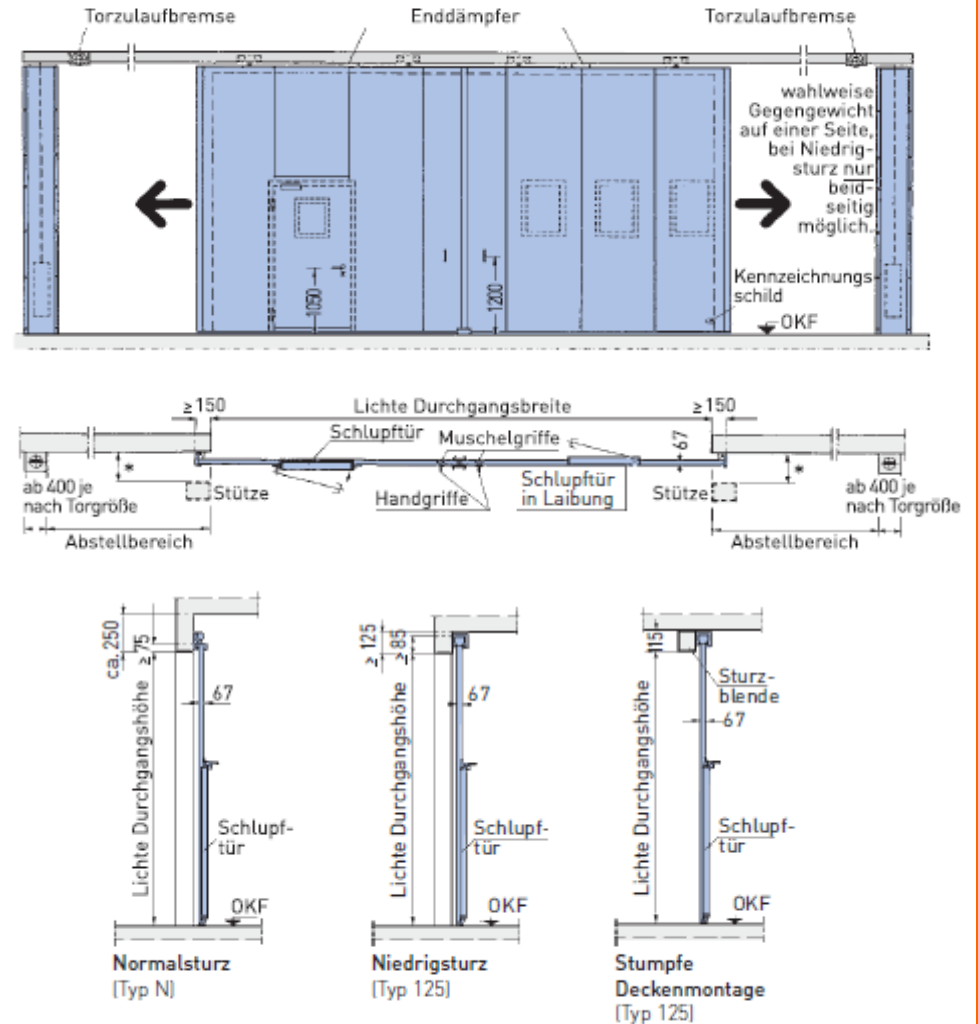 Torzulaufbremse
Enddämpfer
Torzulaufbremse
wahlweise
Gegengewicht
auf einer Seite,
bei Niedrig-
sturz nur
beid-
seitig
möglich.
1050
1200
Kennzeichnungs
schild
OKF
≥150
Lichte Durchgangsbreite
≥150
Schlupftür
Muschelgriffe
67
*
*
ab 400 je
nach Torgröße
Stütze
Handgriffe
Schlupftür
in Laibung
Stütze
ab 400 je
nach Torgröße
Abstellbereich
Abstellbereich
ca. 250
≥ 75
Lichte Durchgangshöhe
67
Schlupf-
tür
OKF
Normalsturz
(Typ N)
≥ 125
≥ 85
Lichte Durchgangshöhe
67
Schlupf-
tür
OKF
Niedrigsturz
(Typ 125)
115
Sturz-
blende
67
Lichte Durchgangshöhe
Schlupf-
tür
OKF
Stumpfe
Deckenmontage
(Typ 125)